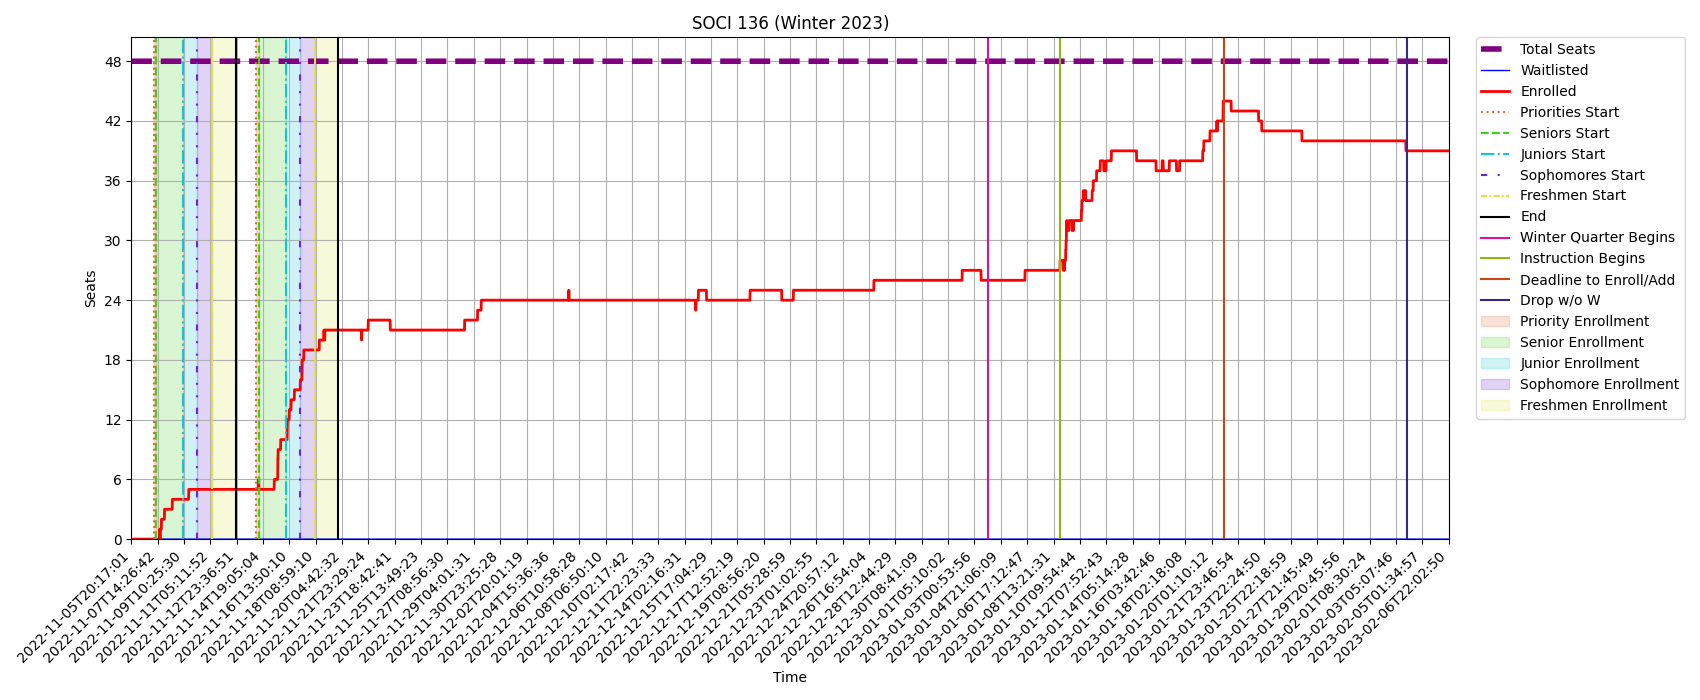 SOCI 136 (Winter 2023)
Seats
48
42
36
30
24
18
12
6
0
2022-11-05T20:17:01
2022-11-07T14:26:42
2022-11-09T10:25:30
2022-11-11T05:11:52
2022-11-12T23:36:51
2022-11-14T19:05:04
2022-11-16T13:50:10
2022-11-18T08:59:10
2022-11-20T04:42:32
2022-11-21T23:29:24
2022-11-23T18:42:41
2022-11-25T13:49:23
2022-11-27T08:56:30
2022-11-29T04:01:31
2022-11-30T23:25:28
2022-12-02T20:01:19
2022-12-04T15:36:36
2022-12-06T10:58:28
2022-12-08T06:50:10
2022-12-10T02:17:42
2022-12-11T22:23:33
2022-12-14T02:16:31
2022-12-15T17:04:29
2022-12-17T12:52:19
2022-12-19T08:56:20
2022-12-21T05:28:59
2022-12-23T01:02:55
2022-12-24T20:57:12
2022-12-26T16:54:04
2022-12-28T12:44:29
2022-12-30T08:41:09
2023-01-01T05:10:02
2023-01-03T00:53:56
2023-01-04T21:06:09
2023-01-06T17:12:47
2023-01-08T13:21:31
2023-01-10T09:54:44
2023-01-12T07:52:43
2023-01-14T05:14:28
2023-01-16T03:42:46
2023-01-18T02:18:08
2023-01-20T01:10:12
2023-01-21T23:46:54
2023-01-23T22:24:50
2023-01-25T22:18:59
2023-01-27T21:45:49
2023-01-29T20:45:56
2023-02-01T08:30:24
2023-02-03T05:07:46
2023-02-05T01:34:57
2023-02-06T22:02:50
Time
Total Seats
Waitlisted
Enrolled
Priorities Start
Seniors Start
Juniors Start
Sophomores Start
Freshmen Start
End
Winter Quarter Begins
Instruction Begins
Deadline to Enroll/Add
Drop w/o W
Priority Enrollment
Senior Enrollment
Junior Enrollment
Sophomore Enrollment
Freshmen Enrollment